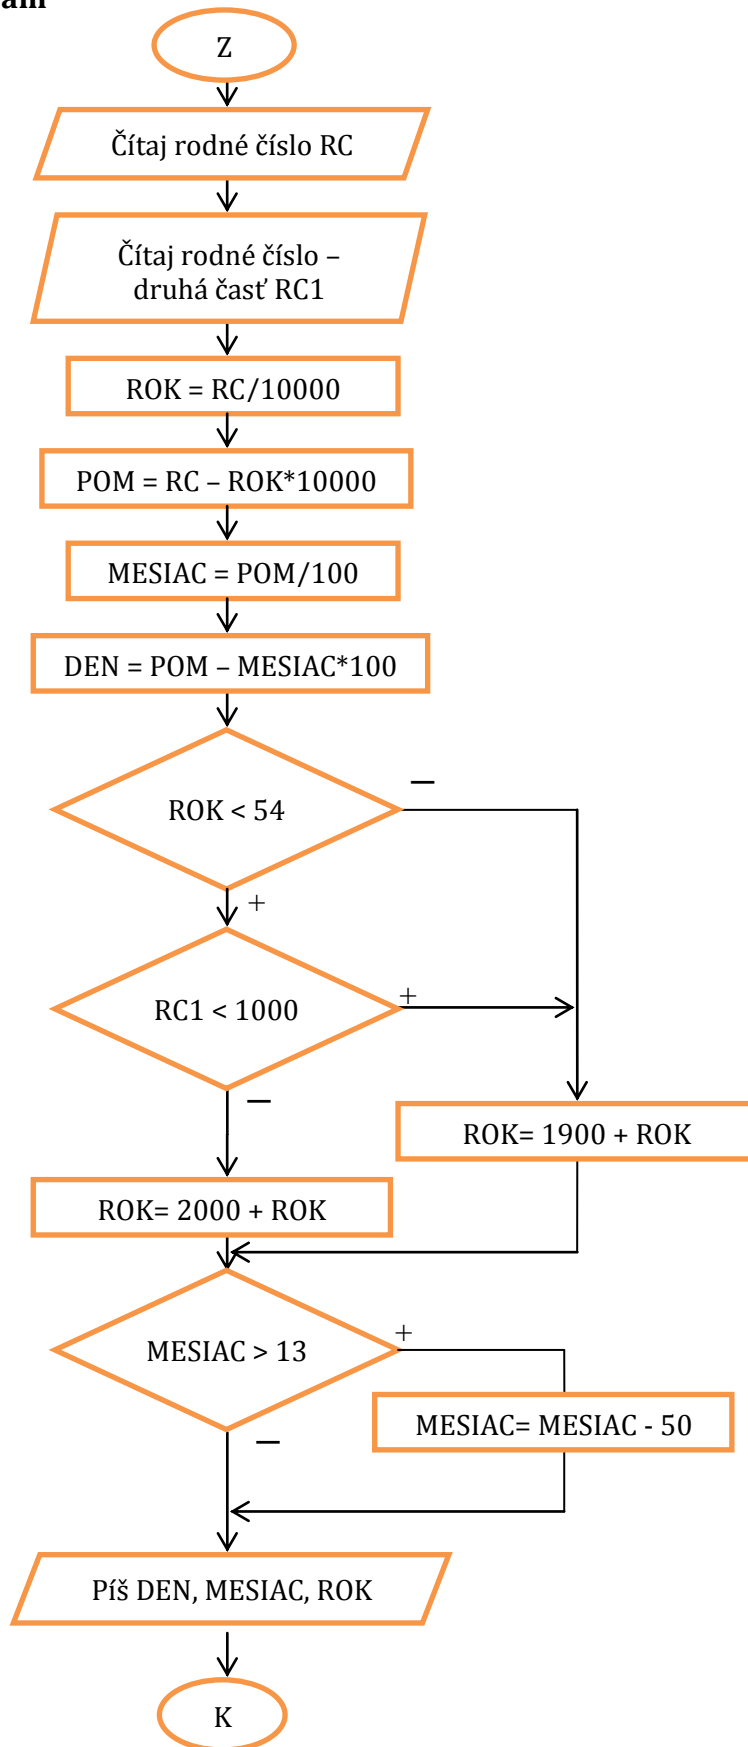 Z
Čítaj rodné číslo RC
Čítaj rodné číslo –
druhá časť RC1
ROK = RC/10000
POM = RC – ROK*10000
MESIAC = POM/100
DEN = POM – MESIAC*100
ROK < 54
–
+
RC1 < 1000
+
–
ROK= 1900 + ROK
ROK= 2000 + ROK
MESIAC > 13
+
MESIAC= MESIAC - 50
–
Píš DEN, MESIAC, ROK
K